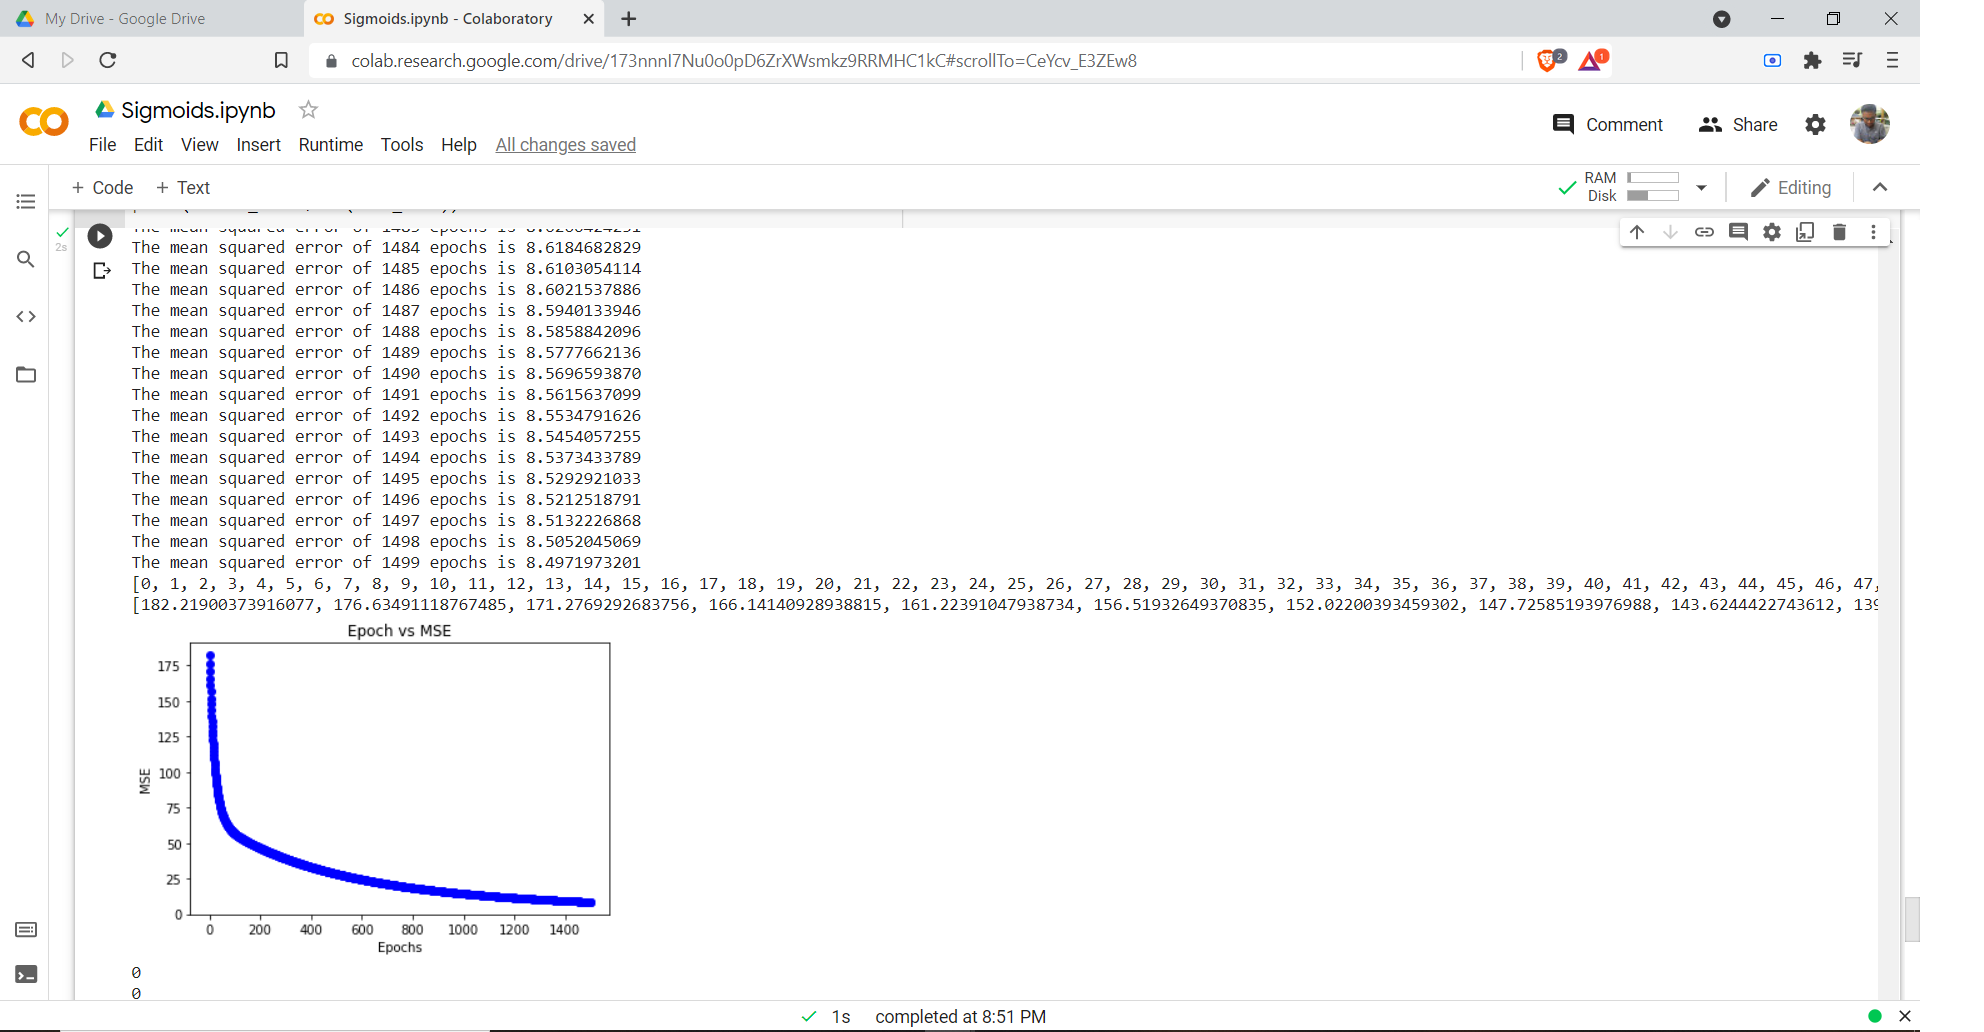 My Drive - Google Drive
Sigmoids.ipynb - Colaboratory
colab.research.google.com/drive/173nnnI7Nu0o0pD6ZrXWsmkz9RRMHC1kC#scrollTo=CeYcv_E3ZEw8
2
1
Sigmoids.ipynb
Comment
Share
File Edit View Insert Runtime Tools Help All changes saved
+ Code + Text
RAM
Disk
Editing
2s
The mean squared error of 1484 epochs is 8.6184682829
The mean squared error of 1485 epochs is 8.6103054114
The mean squared error of 1486 epochs is 8.6021537886
The mean squared error of 1487 epochs is 8.5940133946
The mean squared error of 1488 epochs is 8.5858842096
The mean squared error of 1489 epochs is 8.5777662136
The mean squared error of 1490 epochs is 8.5696593870
The mean squared error of 1491 epochs is 8.5615637099
The mean squared error of 1492 epochs is 8.5534791626
The mean squared error of 1493 epochs is 8.5454057255
The mean squared error of 1494 epochs is 8.5373433789
The mean squared error of 1495 epochs is 8.5292921033
The mean squared error of 1496 epochs is 8.5212518791
The mean squared error of 1497 epochs is 8.5132226868
The mean squared error of 1498 epochs is 8.5052045069
The mean squared error of 1499 epochs is 8.4971973201
[0, 1, 2, 3, 4, 5, 6, 7, 8, 9, 10, 11, 12, 13, 14, 15, 16, 17, 18, 19, 20, 21, 22, 23, 24, 25, 26, 27, 28, 29, 30, 31, 32, 33, 34, 35, 36, 37, 38, 39, 40, 41, 42, 43, 44, 45, 46, 47,
[182.21900373916077, 176.63491118767485, 171.2769292683756, 166.14140928938815, 161.22391047938734, 156.51932649370835, 152.02200393459302, 147.72585193976988, 143.6244422743612, 139
Epoch vs MSE
175
150
125
100
75
50
25
0
MSE
0 200 400 600 800 1000 1200 1400
Epochs
0
0
1s completed at 8:51 PM